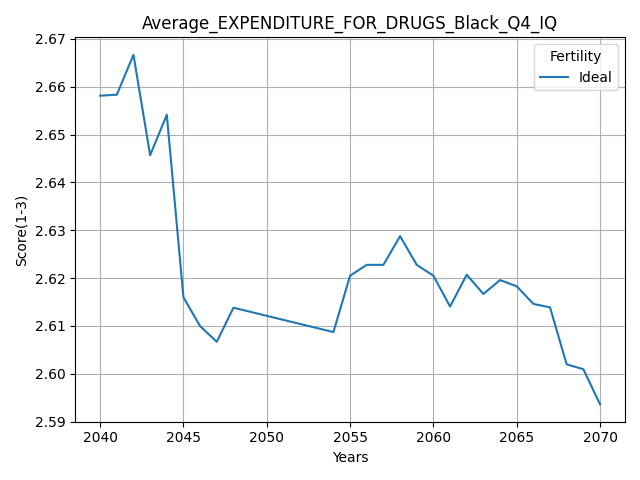 Average_EXPENDITURE_FOR_DRUGS_Black_Q4_IQ
2.67
2.66
2.65
2.64
2.63
2.62
2.61
2.60
2.59
Score(1-3)
Fertility
Ideal
2040 2045 2050 2055 2060 2065 2070
Years